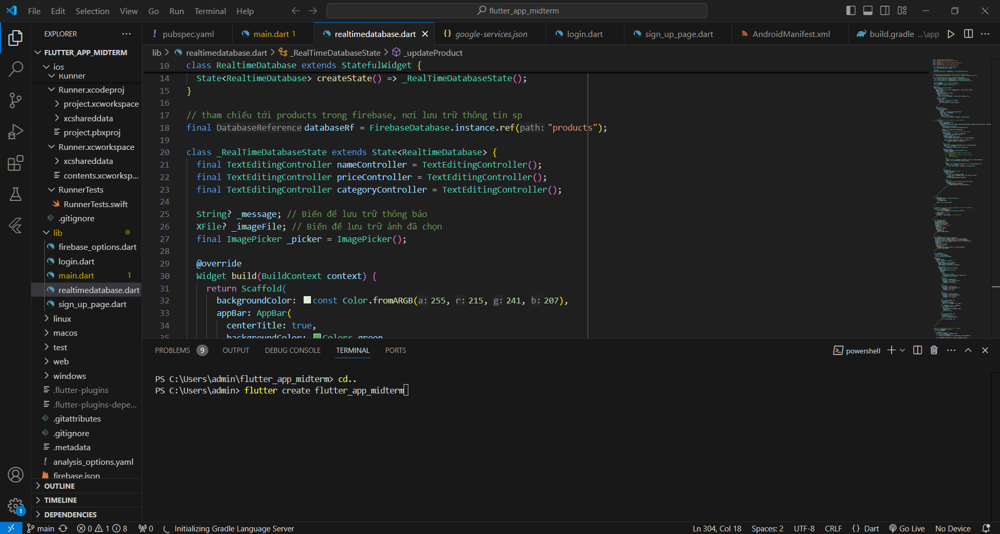 File Edit Selection View Go Run Terminal Help
flutter_app_midterm
EXPLORER
pubspec.yaml
main.dart 1
realtimedatabase.dart
google-services.json
login.dart
sign_up_page.dart
AndroidManifest.xml
build.gradle ...\app
FLUTTER_APP_MIDTERM
ios
Runner
Runner.xcodeproj
project.xcworkspace
xcshareddata
project.pbxproj
Runner.xcworkspace
xcshareddata
contents.xcworksp...
RunnerTests
RunnerTests.swift
.gitignore
lib
firebase_options.dart
login.dart
main.dart 1
realtimedatabase.dart
sign_up_page.dart
linux
macos
test
web
windows
.flutter-plugins
.flutter-plugins-depe...
.gitattributes
.gitignore
.metadata
analysis_options.yaml
firebase.json
OUTLINE
TIMELINE
DEPENDENCIES
lib > realtimedatabase.dart > _RealTimeDatabaseState > _updateProduct
10 class RealtimeDatabase extends StatefulWidget {
14 State<RealtimeDatabase> createState() => _RealTimeDatabaseState();
15 }
16
17 // tham chiếu tới products trong firebase, nơi lưu trữ thông tin sp
18 final DatabaseReference databaseRf = FirebaseDatabase.instance.ref(path: "products");
19
20 class _RealTimeDatabaseState extends State<RealtimeDatabase> {
21 final TextEditingController nameController = TextEditingController();
22 final TextEditingController priceController = TextEditingController();
23 final TextEditingController categoryController = TextEditingController();
24
25 String? _message; // Biến để lưu trữ thông báo
26 XFile? _imageFile; // Biến để lưu trữ ảnh đã chọn
27 final ImagePicker _picker = ImagePicker();
28
29 @override
30 Widget build(BuildContext context) {
31 return Scaffold(
32 backgroundColor: const Color.fromARGB(a: 255, r: 215, g: 241, b: 207),
33 appBar: AppBar(
34 centerTitle: true,
35 backgroundColor: Colors.green
PROBLEMS 9 OUTPUT DEBUG CONSOLE TERMINAL PORTS
powershell
PS C:\Users\admin\flutter_app_midterm> cd..
PS C:\Users\admin> flutter create flutter_app_midterm
1
main 0 1 8 0 Initializing Gradle Language Server
Ln 304, Col 18 Spaces: 2 UTF-8 CRLF {} Dart Go Live No Device